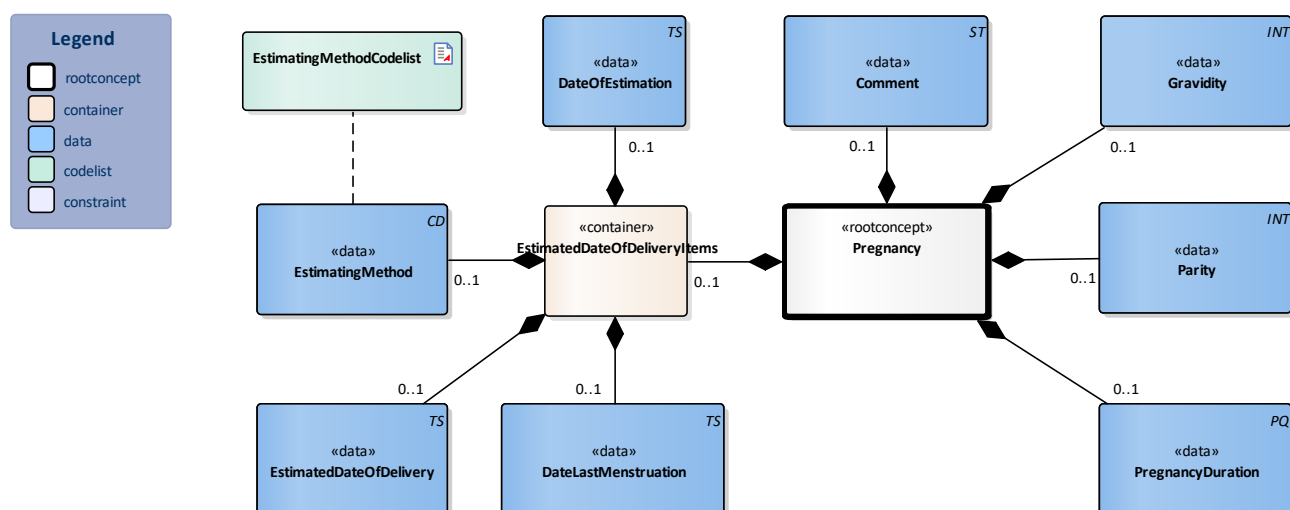 Legend
rootconcept
container
data
codelist
constraint
EstimatingMethodCodelist
TS
«data»
DateOfEstimation
ST
«data»
Comment
INT
«data»
Gravidity
0..1
0..1
0..1
CD
«data»
EstimatingMethod
0..1
«container»
EstimatedDateOfDeliveryItems
0..1
«rootconcept»
Pregnancy
INT
«data»
Parity
0..1
0..1
0..1
0..1
TS
«data»
EstimatedDateOfDelivery
TS
«data»
DateLastMenstruation
PQ
«data»
PregnancyDuration